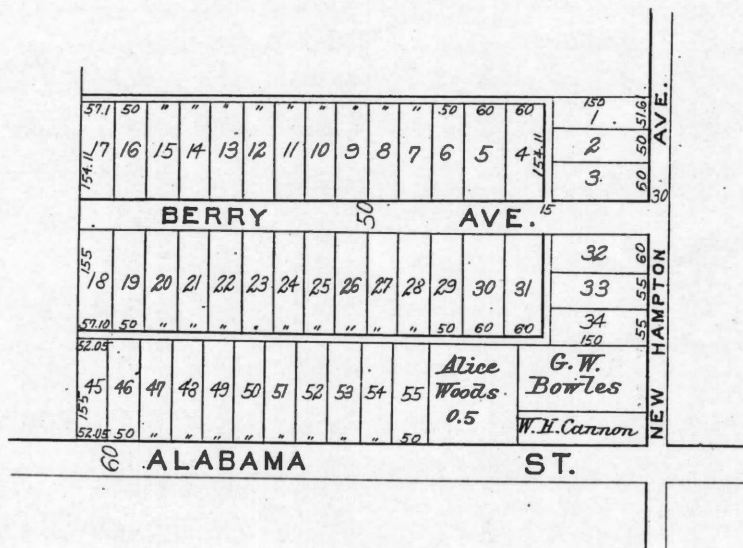 57.1 50 " " " " " " " " " 50 60 60
150
1
51.61
17 16 15 14 13 12 11 10 9 8 7 6 5 4
154.11
154.11
2
50
3
60
BERRY 50 AVE.
15
30
NEW HAMPTON AVE.
155
18 19 20 21 22 23 24 25 26 27 28 29 30 31
32
60
33
55
34
150
55
57.10 50 " " " " " " " " " 50 60 60
52.05
45 46 47 48 49 50 51 52 53 54 55
155
52.05 50 " " " " " " " " 50
Alice
Woods
0.5
G.W.
Bowles
W.H. Cannon
60
ALABAMA ST.